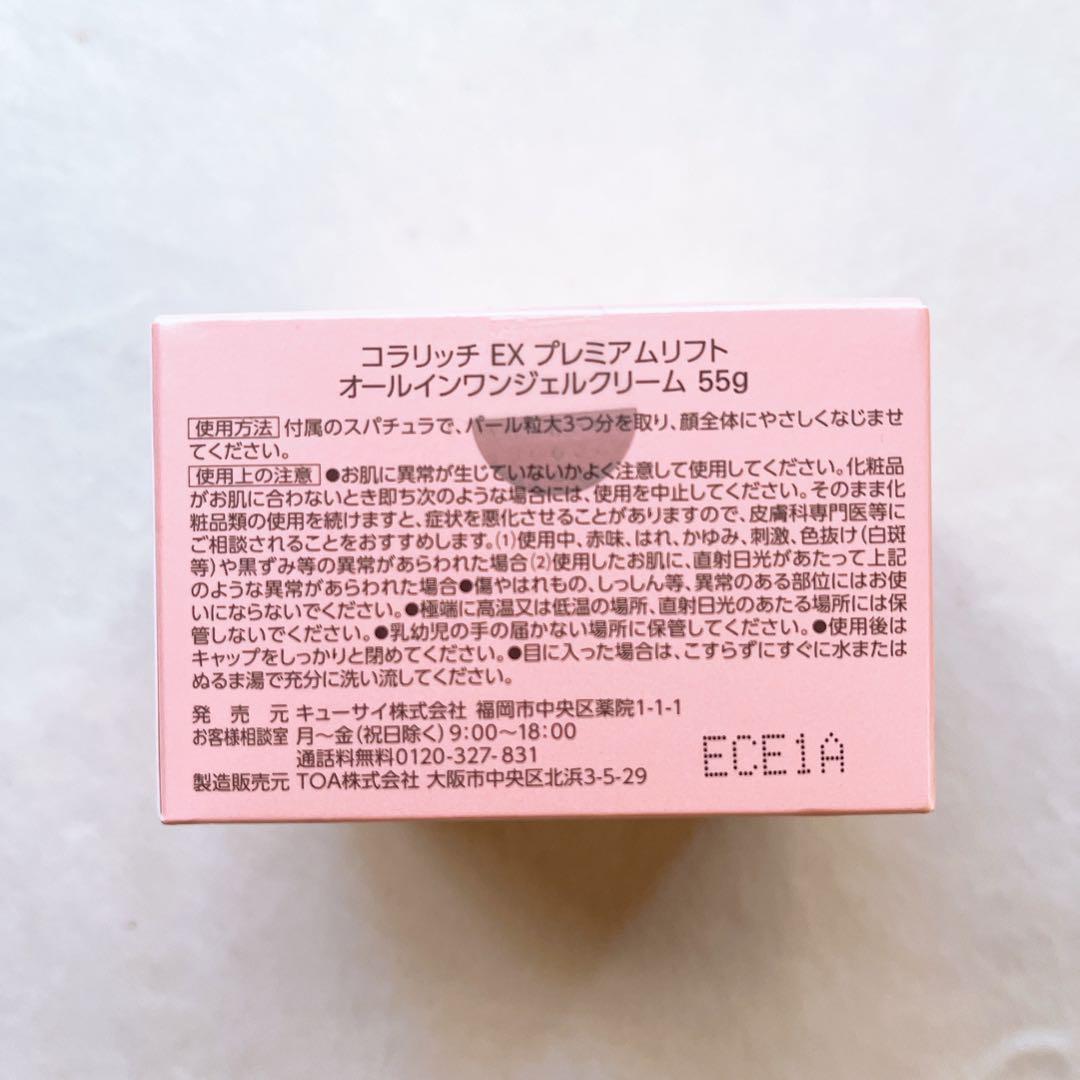 コラリッチ EX プレミアムリフト
オールインワンジェルクリーム 55g
使用方法 付属のスパチュラで、パール粒大3つ分を取り、顔全体にやさしくなじませ
てください。
使用上の注意 ●お肌に異常が生じていないかよく注意して使用してください。化粧品
がお肌に合わないとき即ち次のような場合には、使用を中止してください。そのまま化
粧品類の使用を続けますと、症状を悪化させることがありますので、皮膚科専門医等に
ご相談されることをおすすめします。(1)使用中、赤味、はれ、かゆみ、刺激、色抜け(白斑
等)や黒ずみ等の異常があらわれた場合(2)使用したお肌に、直射日光があたって上記
のような異常があらわれた場合●傷やはれもの、しっしん等、異常のある部位にはお使
いにならないでください。●極端に高温又は低温の場所、直射日光のあたる場所には保
管しないでください。●乳幼児の手の届かない場所に保管してください。●使用後は
キャップをしっかりと閉めてください。●目に入った場合は、こすらずにすぐに水または
ぬるま湯で充分に洗い流してください。
発売元 キューサイ株式会社 福岡市中央区薬院1-1-1
お客様相談室 月〜金(祝日除く) 9:00〜18:00
通話料無料0120-327-831
製造販売元 TOA株式会社 大阪市中央区北浜3-5-29
ECE1A